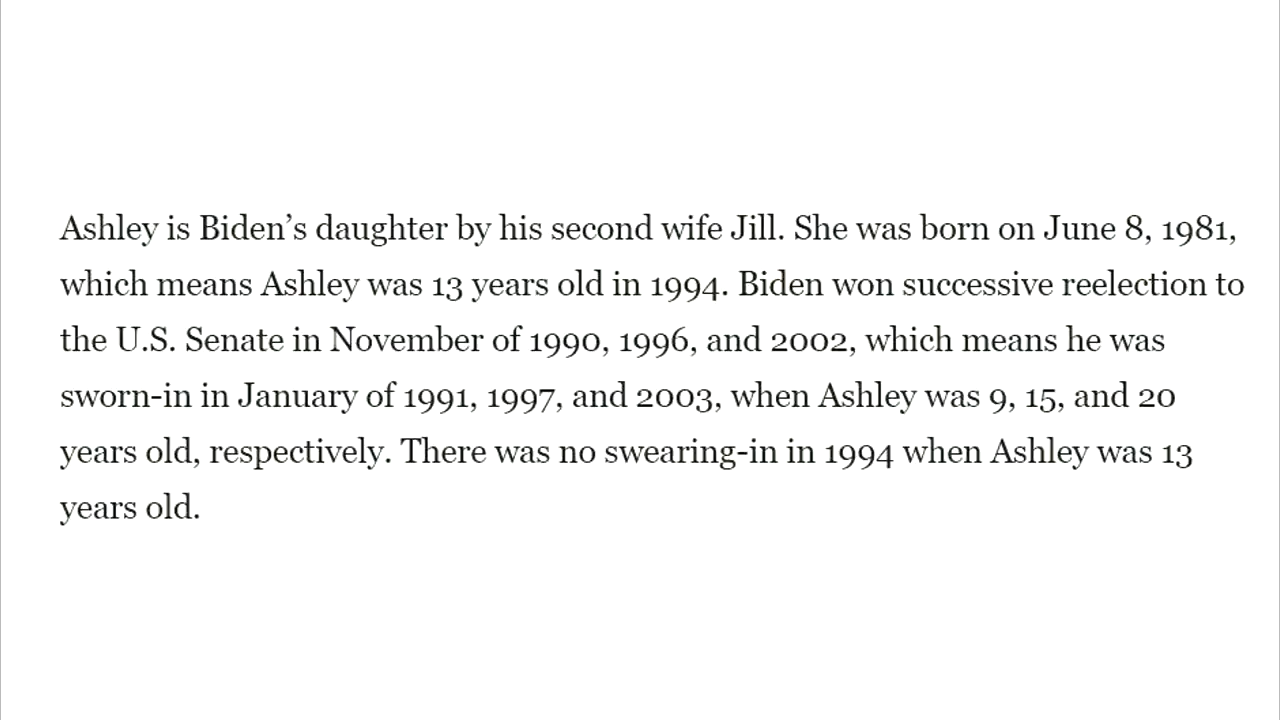 Ashley is Biden’s daughter by his second wife Jill. She was born on June 8, 1981,
which means Ashley was 13 years old in 1994. Biden won successive reelection to
the U.S. Senate in November of 1990, 1996, and 2002, which means he was
sworn-in in January of 1991, 1997, and 2003, when Ashley was 9, 15, and 20
years old, respectively. There was no swearing-in in 1994 when Ashley was 13
years old.